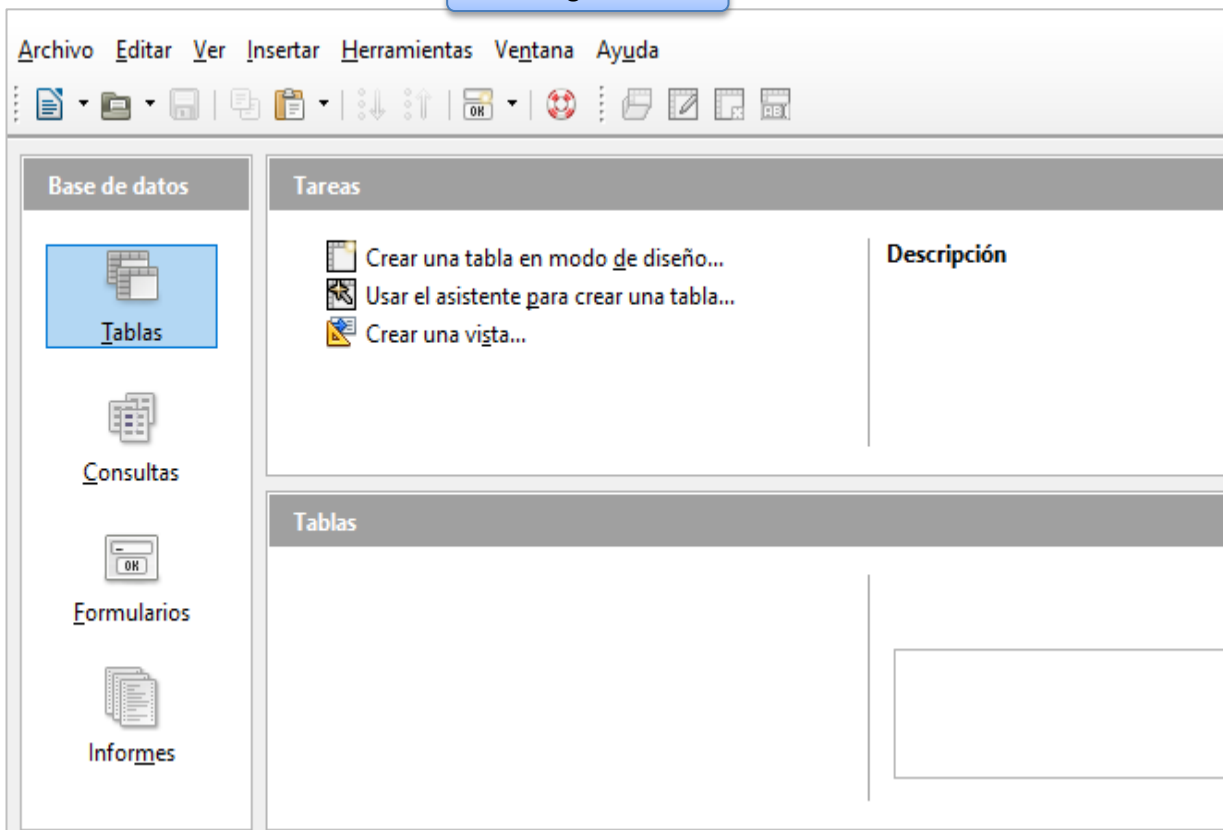 Archivo Editar Ver Insertar Herramientas Ventana Ayuda
Base de datos
Tablas
Consultas
Formularios
Informes
Tareas
Crear una tabla en modo de diseño...
Usar el asistente para crear una tabla...
Crear una vista...
Descripción
Tablas